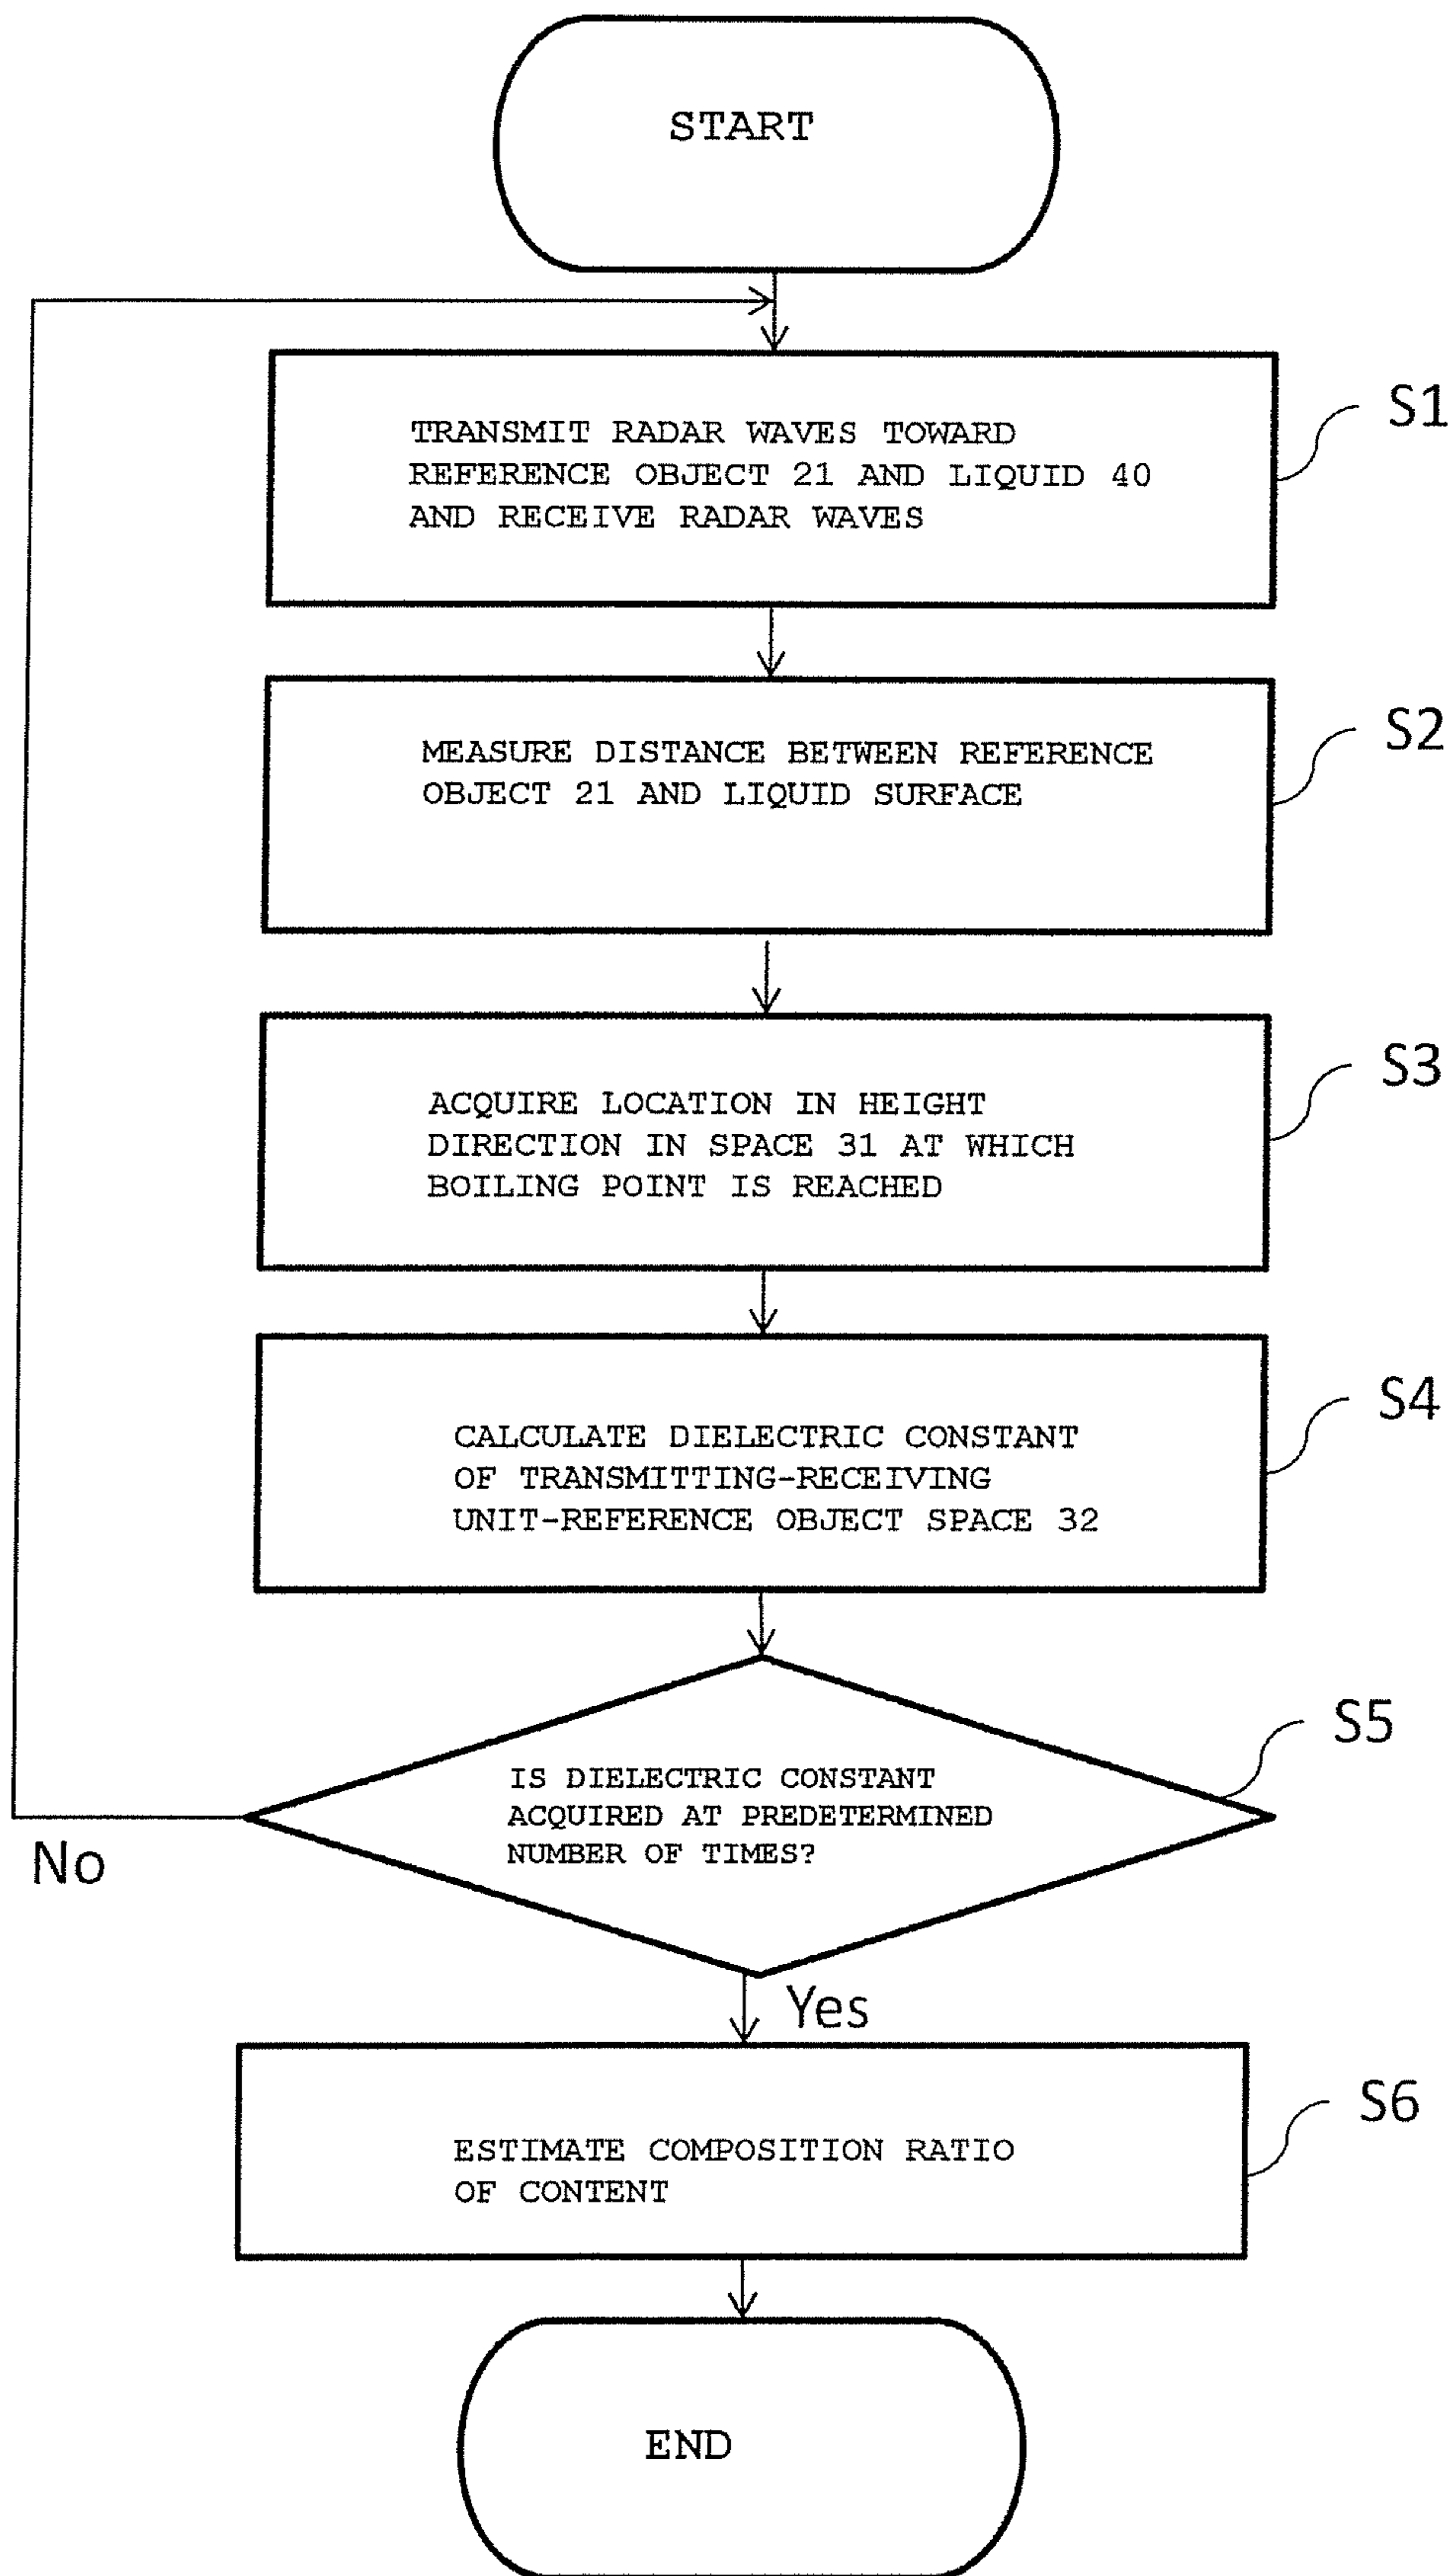 START
TRANSMIT RADAR WAVES TOWARD
REFERENCE OBJECT 21 AND LIQUID 40
AND RECEIVE RADAR WAVES
S1
MEASURE DISTANCE BETWEEN REFERENCE
OBJECT 21 AND LIQUID SURFACE
S2
ACQUIRE LOCATION IN HEIGHT
DIRECTION IN SPACE 31 AT WHICH
BOILING POINT IS REACHED
S3
CALCULATE DIELECTRIC CONSTANT
OF TRANSMITTING-RECEIVING
UNIT-REFERENCE OBJECT SPACE 32
S4
IS DIELECTRIC CONSTANT
ACQUIRED AT PREDETERMINED
NUMBER OF TIMES?
S5
No
Yes
ESTIMATE COMPOSITION RATIO
OF CONTENT
S6
END